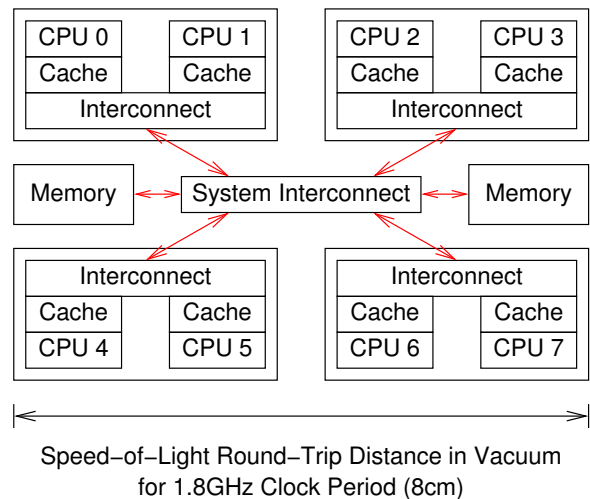 CPU 0 CPU 1 CPU 2 CPU 3
Cache Cache Cache Cache
Interconnect Interconnect
Memory System Interconnect Memory
Interconnect Interconnect
Cache Cache Cache Cache
CPU 4 CPU 5 CPU 6 CPU 7
Speed−of−Light Round−Trip Distance in Vacuum
for 1.8GHz Clock Period (8cm)